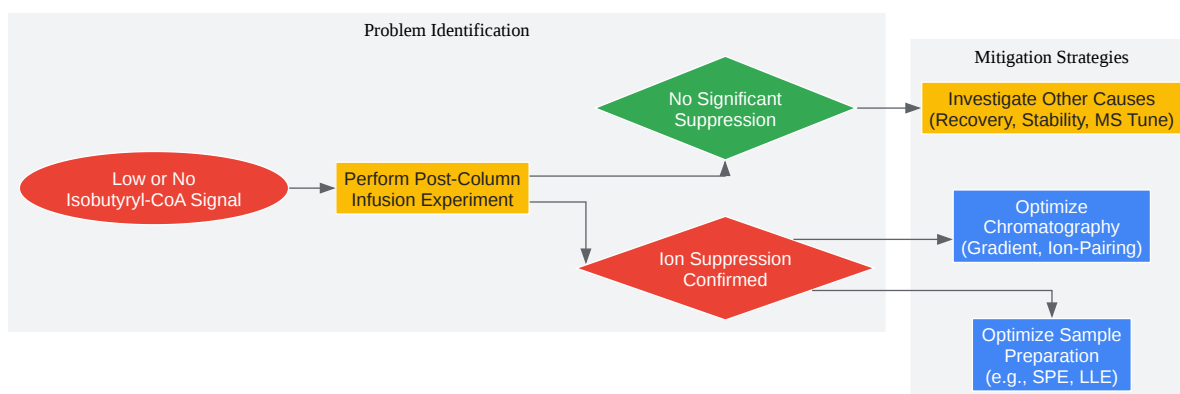 Problem Identification
Low or No
Isobutyryl-CoA Signal
Perform Post-Column
Infusion Experiment
No Significant
Suppression
Ion Suppression
Confirmed
Mitigation Strategies
Investigate Other Causes
(Recovery, Stability, MS Tune)
Optimize
Chromatography
(Gradient, Ion-Pairing)
Optimize Sample
Preparation
(e.g., SPE, LLE)